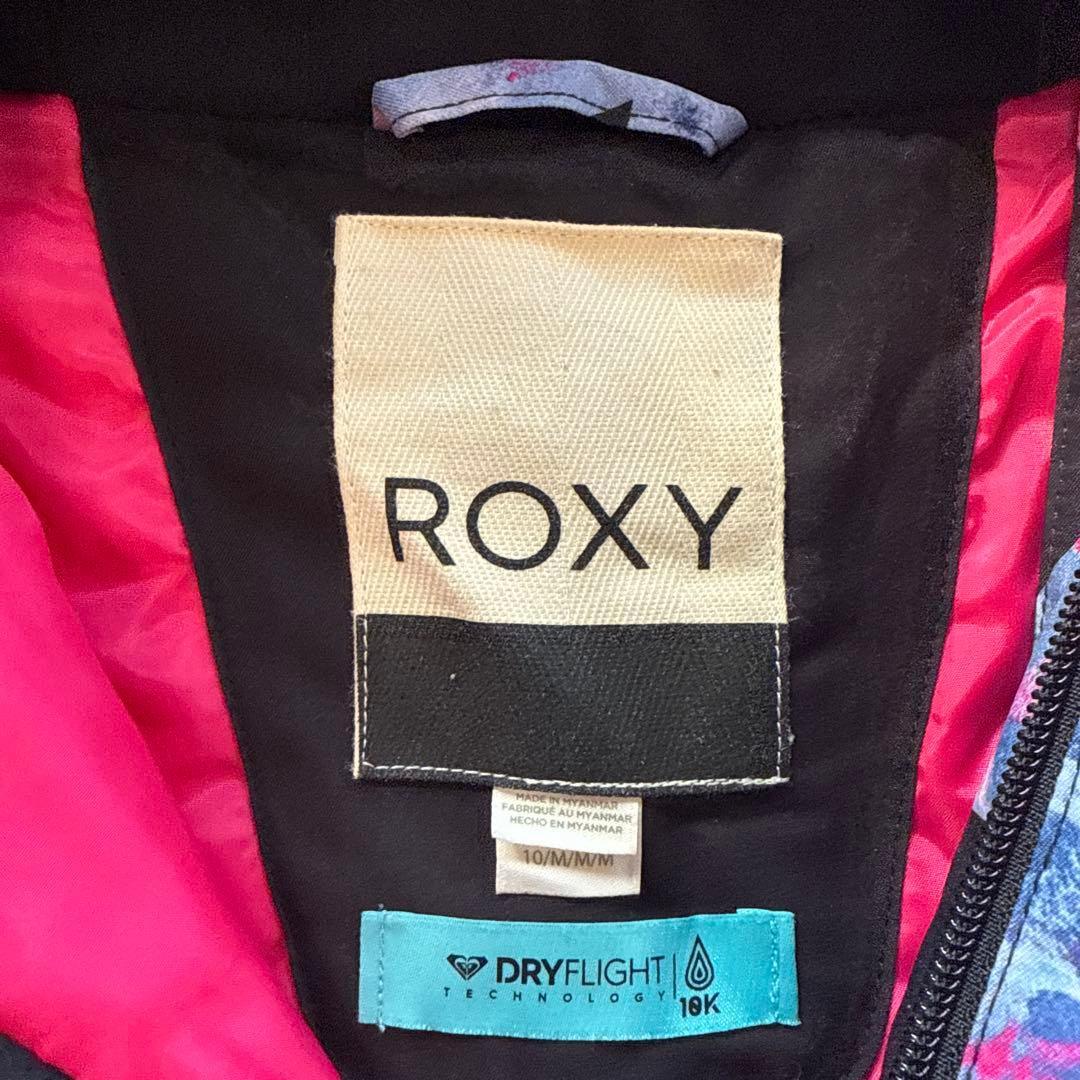 ROXY
MADE IN MYANMAR
FABRIQUÉ AU MYANMAR
HECHO EN MYANMAR
10/M/M/M
DRYFLIGHT
TECHNOLOGY
10K